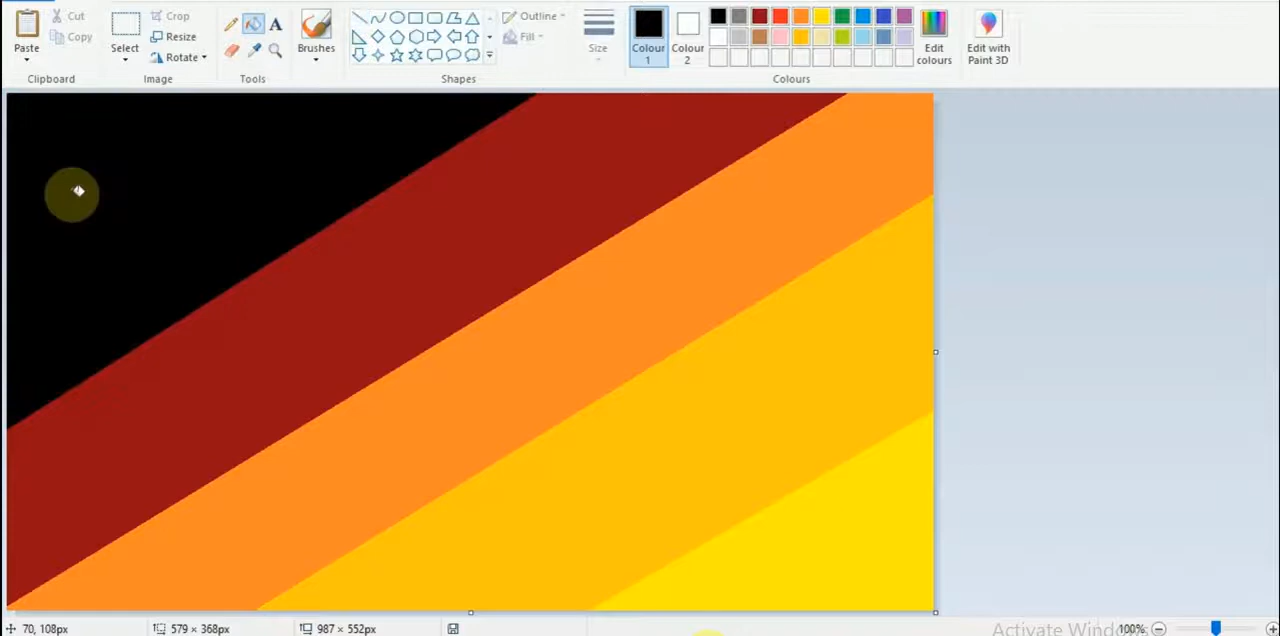 Cut
Crop
Outline
Copy
Resize
A
Fill
Paste
Select
Rotate
Brushes
Size
Colour
1
Colour
2
Edit
colours
Edit with
Paint 3D
Clipboard
Image
Tools
Shapes
Colours
70, 108px
579 × 368px
987 × 552px
Activate Windows
100%